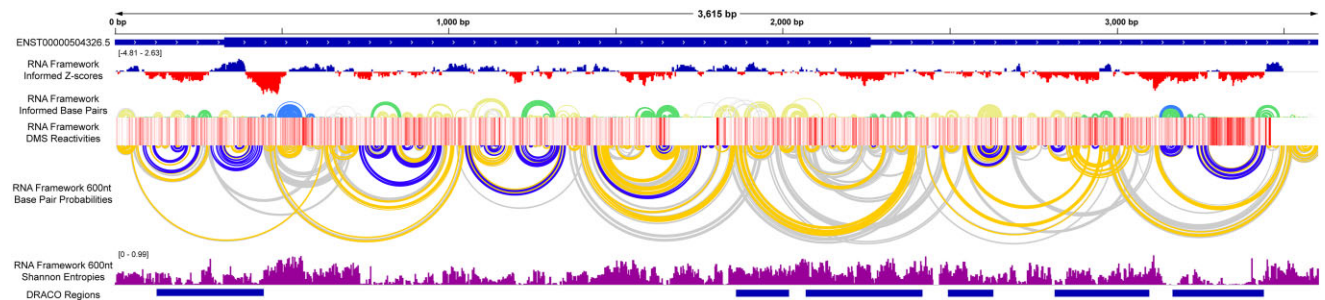 3,615 bp
0 bp 1,000 bp 2,000 bp 3,000 bp
ENST00000504326.5
[-4.81 - 2.63]
RNA Framework
Informed Z-scores
RNA Framework
Informed Base Pairs
RNA Framework
DMS Reactivities
RNA Framework 600nt
Base Pair Probabilities
[0 - 0.99]
RNA Framework 600nt
Shannon Entropies
DRACO Regions